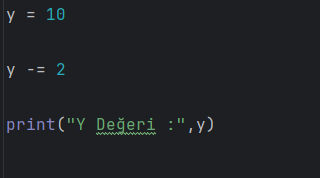 y = 10
y -= 2
print("Y Değeri :",y)